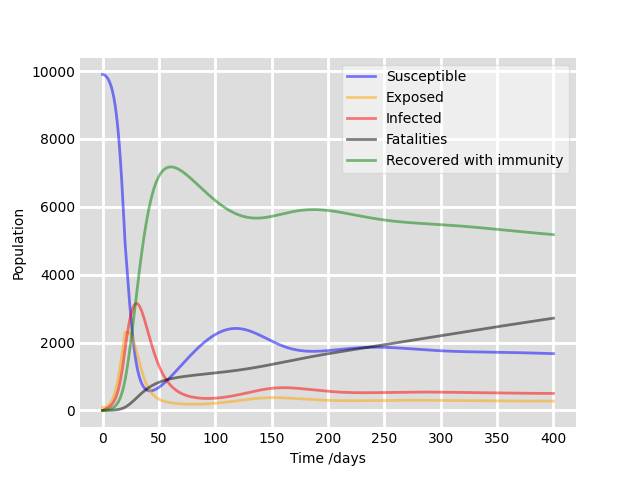 10000
8000
6000
4000
2000
0
Population
Susceptible
Exposed
Infected
Fatalities
Recovered with immunity
0 50 100 150 200 250 300 350 400
Time /days